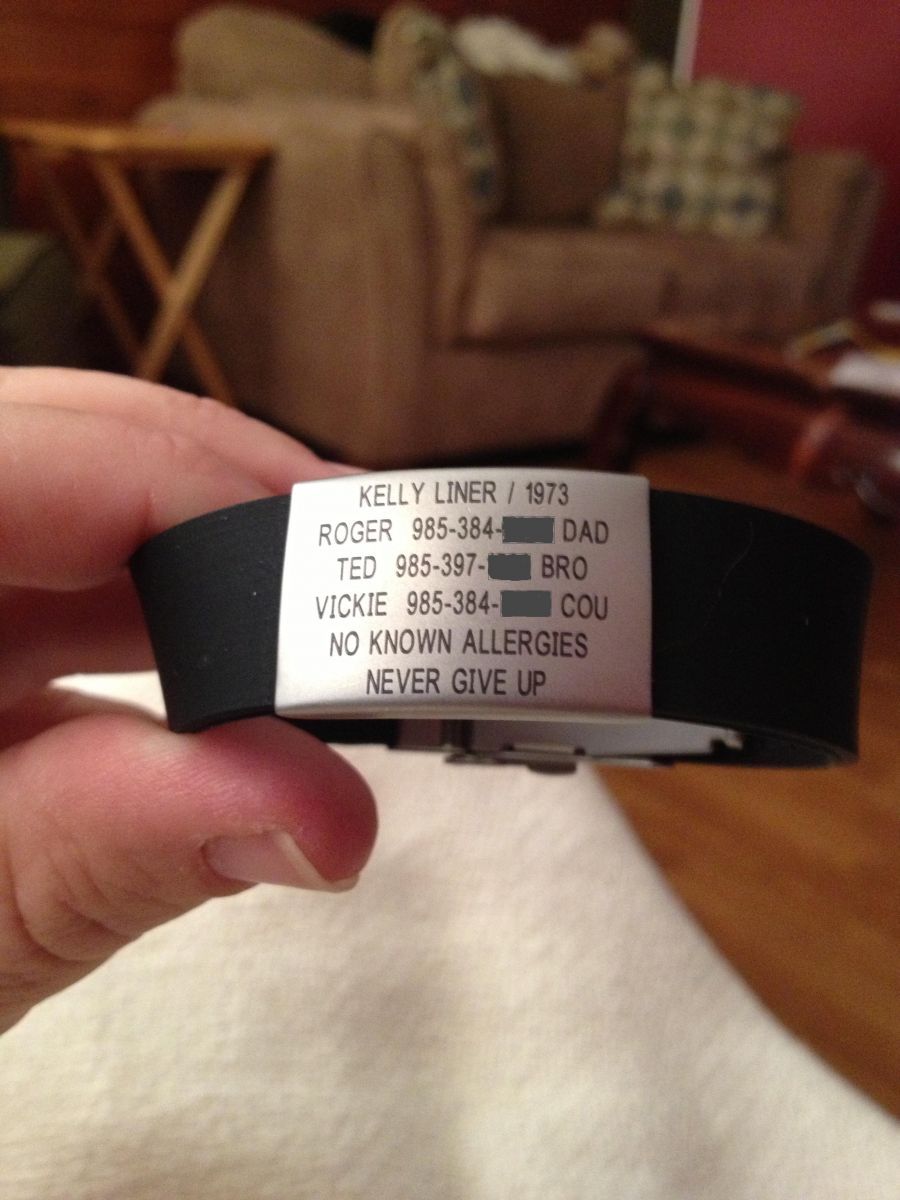 KELLY LINER / 1973
ROGER 985-384- DAD
TED 985-397- BRO
VICKIE 985-384- COU
NO KNOWN ALLERGIES
NEVER GIVE UP